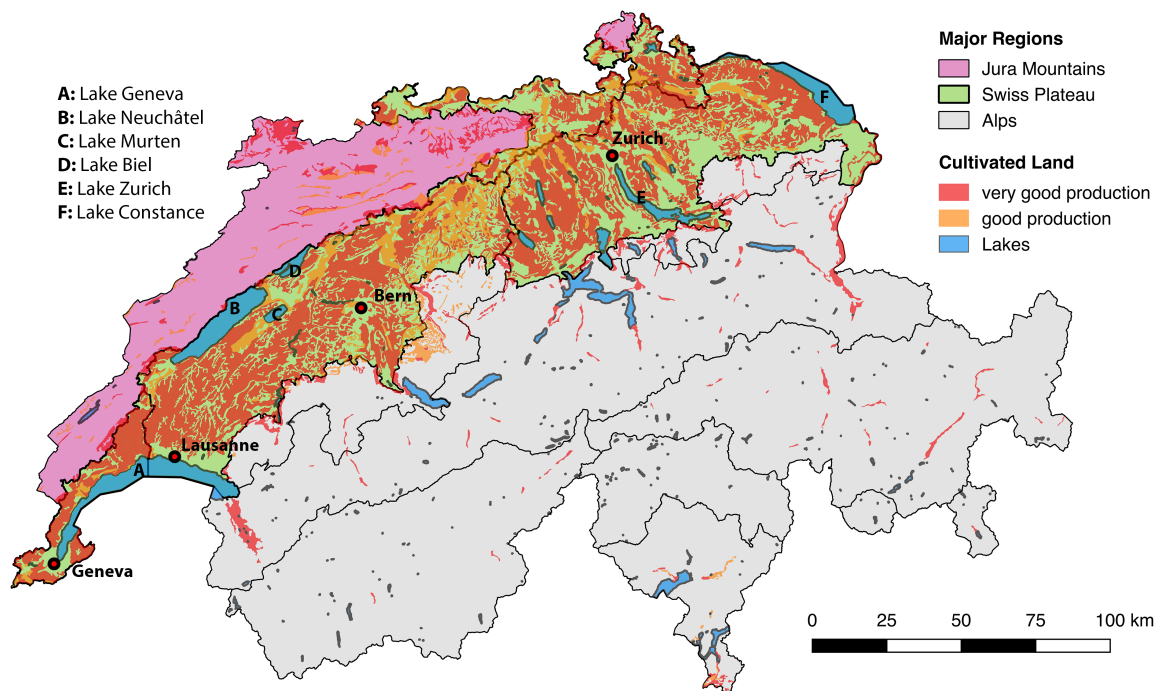 Major Regions
Jura Mountains
Swiss Plateau
Alps
Cultivated Land
very good production
good production
Lakes
A: Lake Geneva
B: Lake Neuchâtel
C: Lake Murten
D: Lake Biel
E: Lake Zurich
F: Lake Constance
F
Zurich
E
D
B
C
Bern
Lausanne
A
Geneva
0 25 50 75 100 km